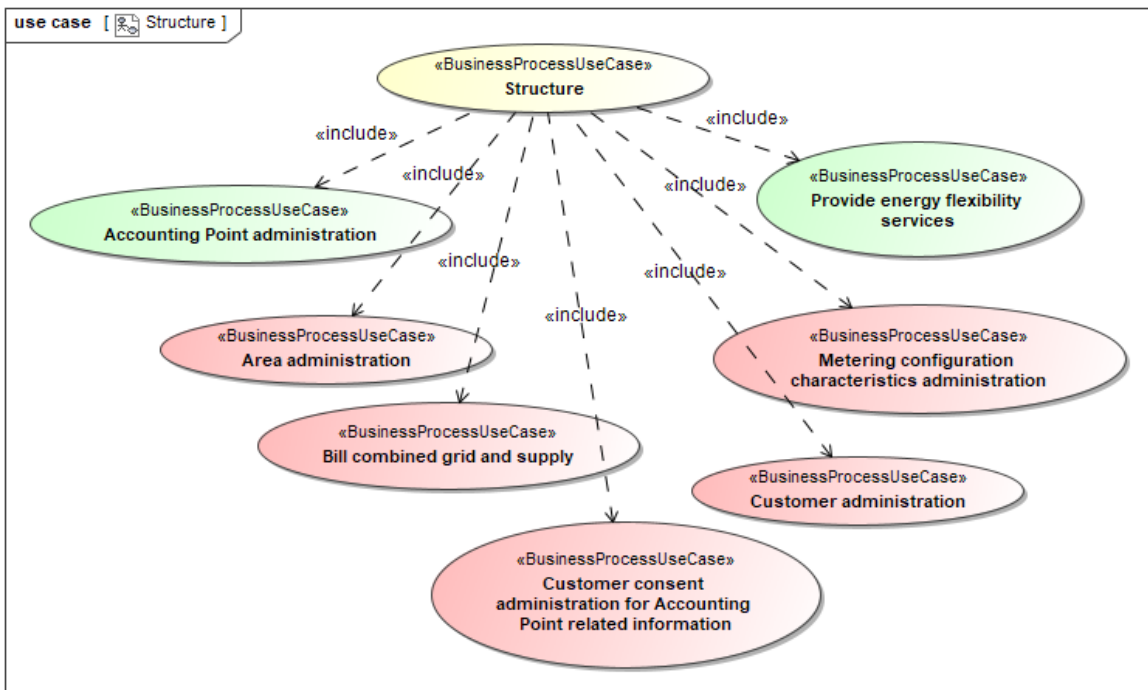 use case [ Structure ]
«BusinessProcessUseCase»
Structure
«include»
«include»
«include»
«include»
«include»
«include»
«include»
«BusinessProcessUseCase»
Provide energy flexibility
services
«BusinessProcessUseCase»
Accounting Point administration
«BusinessProcessUseCase»
Area administration
«BusinessProcessUseCase»
Metering configuration
characteristics administration
«BusinessProcessUseCase»
Bill combined grid and supply
«BusinessProcessUseCase»
Customer administration
«BusinessProcessUseCase»
Customer consent
administration for Accounting
Point related information